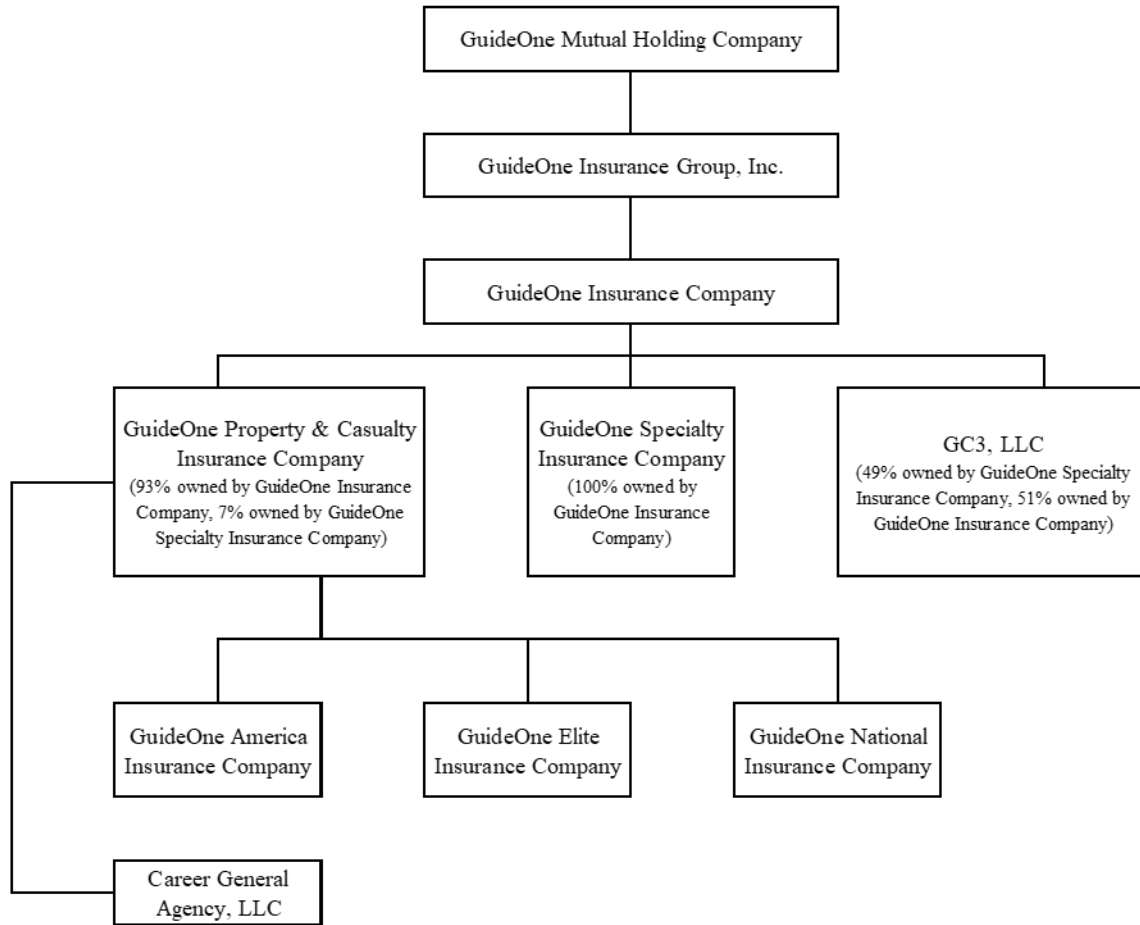 GuideOne Mutual Holding Company
GuideOne Insurance Group, Inc.
GuideOne Insurance Company
GuideOne Property & Casualty
Insurance Company
(93% owned by GuideOne Insurance
Company, 7% owned by GuideOne
Specialty Insurance Company)
GuideOne Specialty
Insurance Company
(100% owned by
GuideOne Insurance
Company)
GC3, LLC
(49% owned by GuideOne Specialty
Insurance Company, 51% owned by
GuideOne Insurance Company)
GuideOne America
Insurance Company
GuideOne Elite
Insurance Company
GuideOne National
Insurance Company
Career General
Agency, LLC